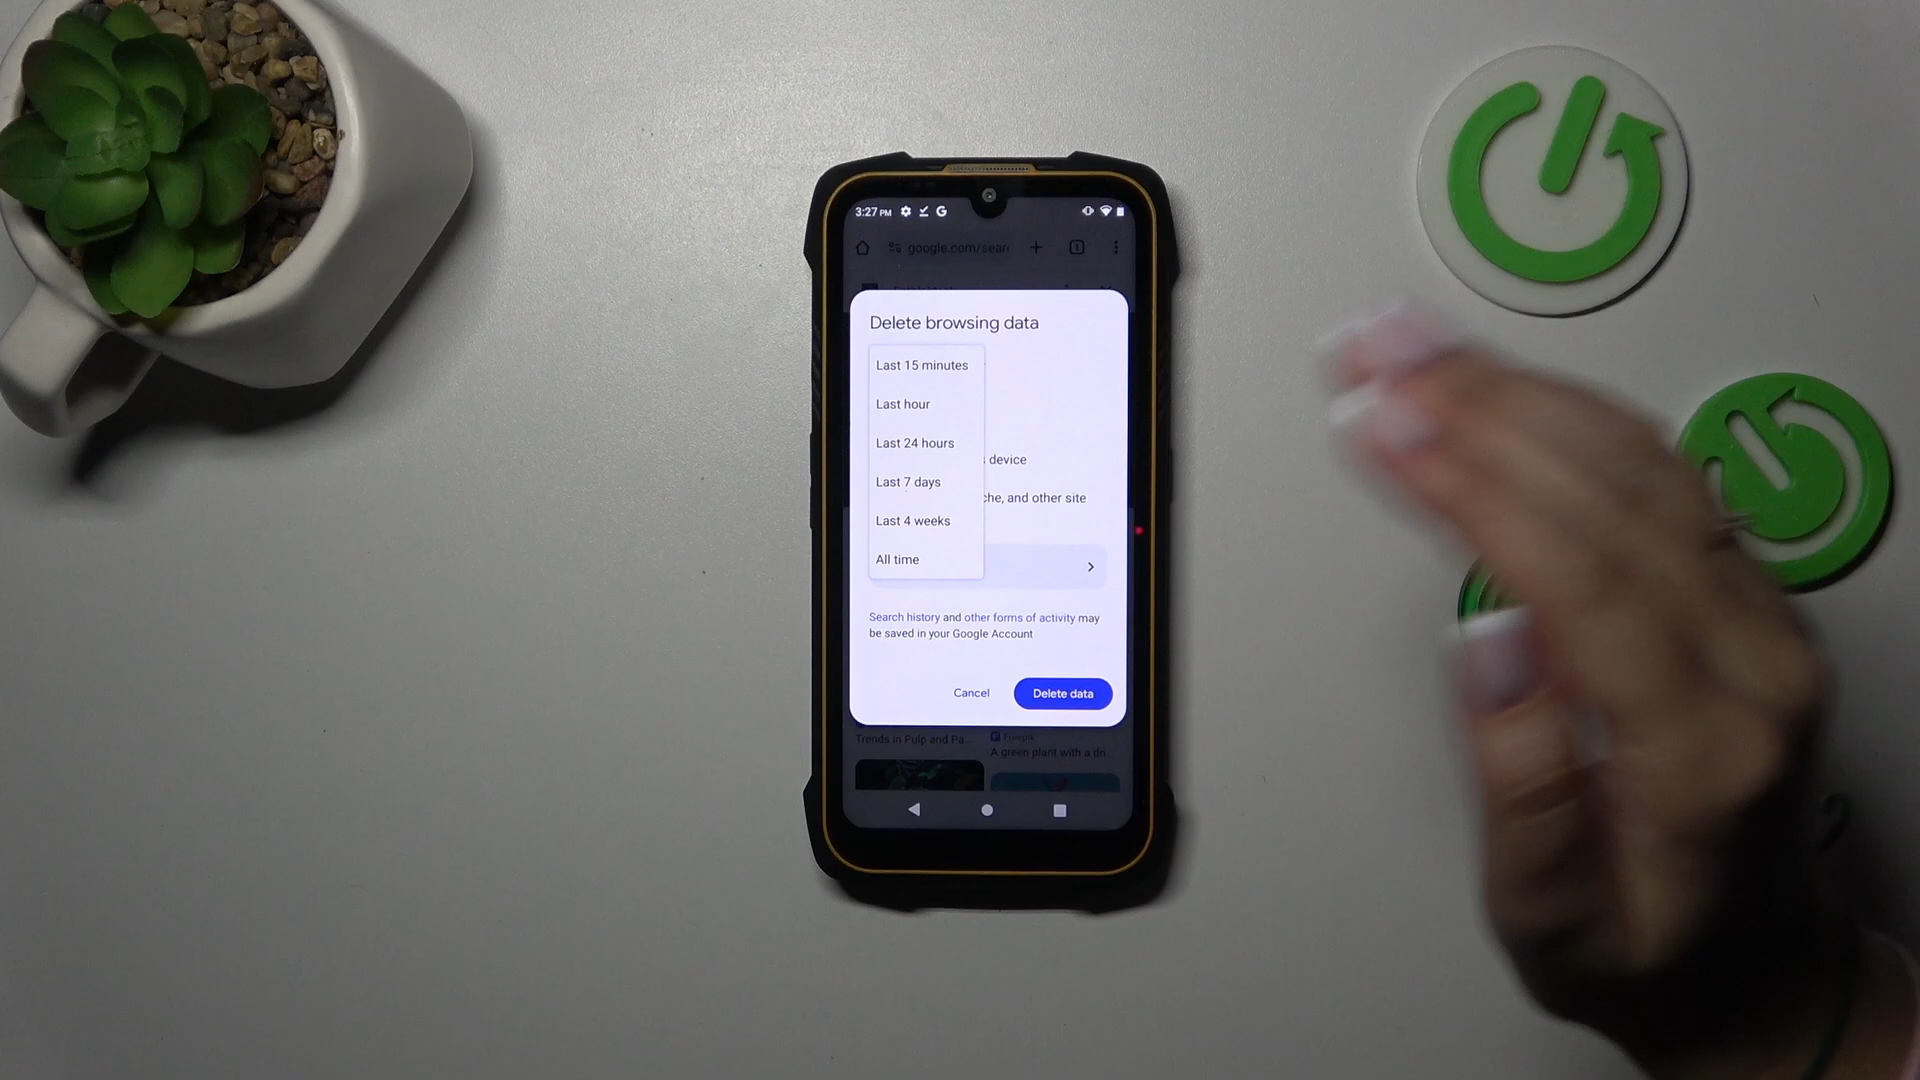 3:27 PM
google.com/sear
Delete browsing data
Last 15 minutes
Last hour
Last 24 hours
s device
Last 7 days
che, and other site
Last 4 weeks
All time
Search history and other forms of activity may
be saved in your Google Account
Cancel
Delete data
Trends in Pulp and Pa...
Freepik
A green plant with a dr...